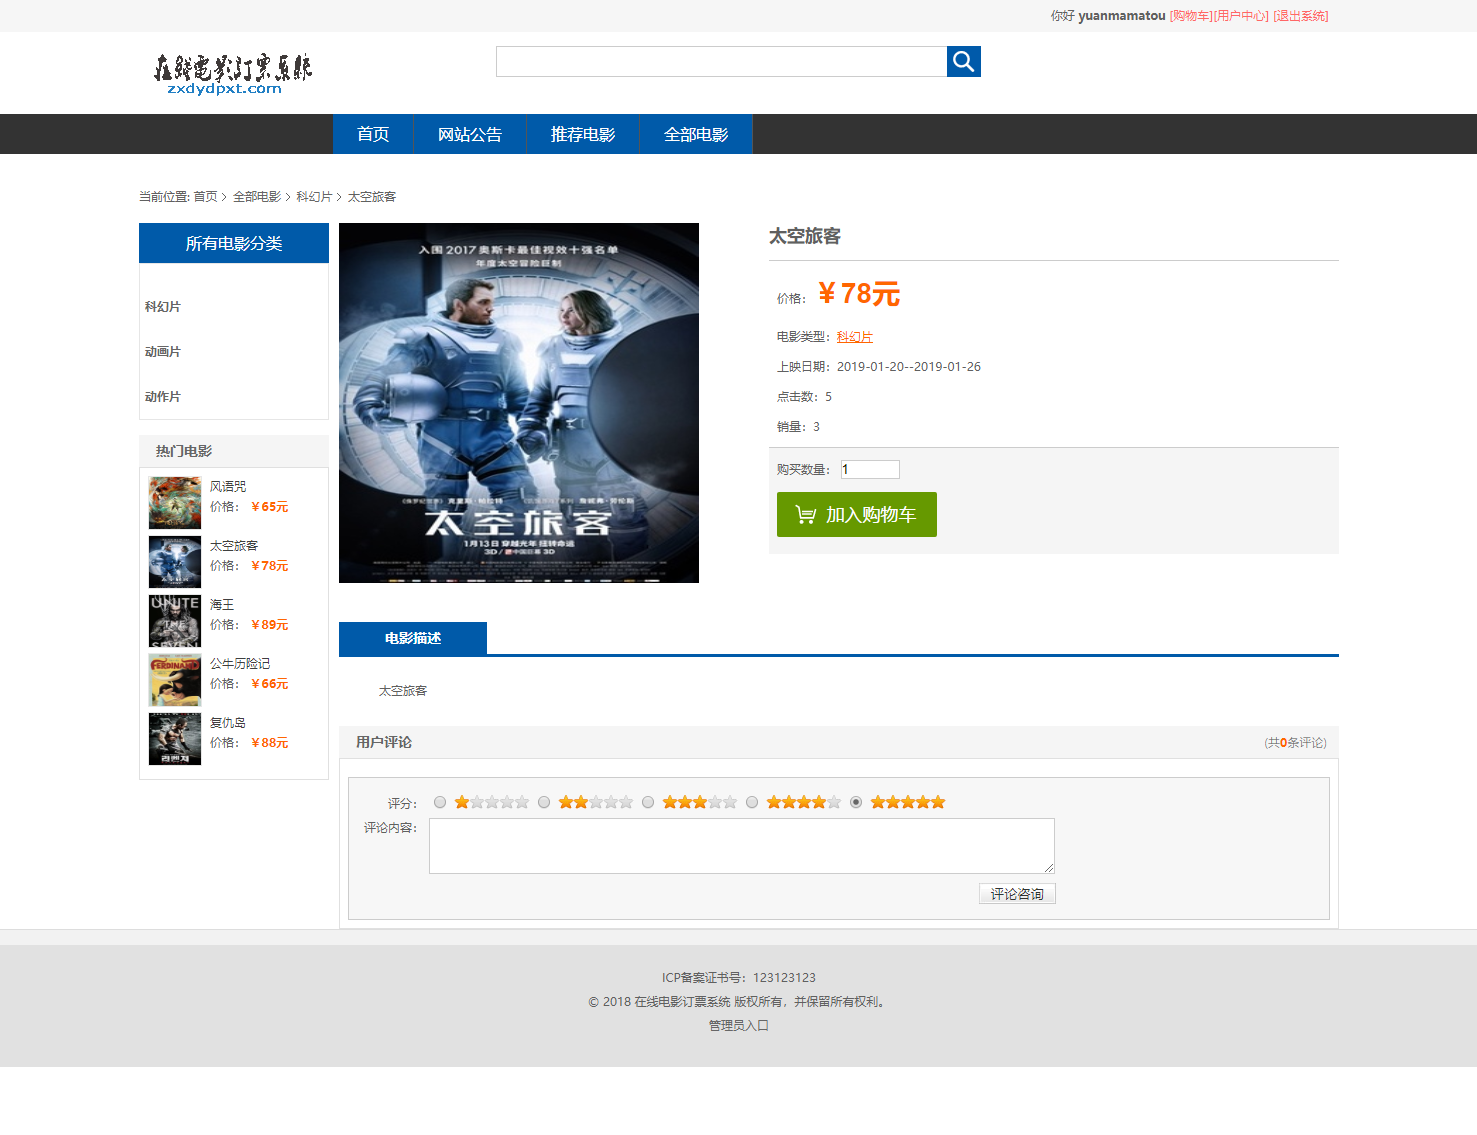 你好 yuanmamatou [购物车][用户中心] [退出系统]
在线电影订票系统
zxdydpxt.com
首页 网站公告 推荐电影 全部电影
当前位置: 首页 > 全部电影 > 科幻片 > 太空旅客
所有电影分类
科幻片
动画片
动作片
热门电影
风语咒
价格： ￥65元
太空旅客
价格： ￥78元
UNITE
THE
SEVEN
海王
价格： ￥89元
FERDINAND
公牛历险记
价格： ￥66元
复仇岛
价格： ￥88元
入围2017奥斯卡最佳视效十强名单
年度太空冒险巨制
太空旅客
1月13日 穿越光年 扭转命运
3D / 中国巨幕 3D
太空旅客
价格： ￥78元
电影类型：科幻片
上映日期：2019-01-20--2019-01-26
点击数：5
销量：3
购买数量： 1
加入购物车
电影描述
太空旅客
用户评论 (共0条评论)
评分：
评论内容：
评论咨询
ICP备案证书号：123123123
© 2018 在线电影订票系统 版权所有，并保留所有权利。
管理员入口